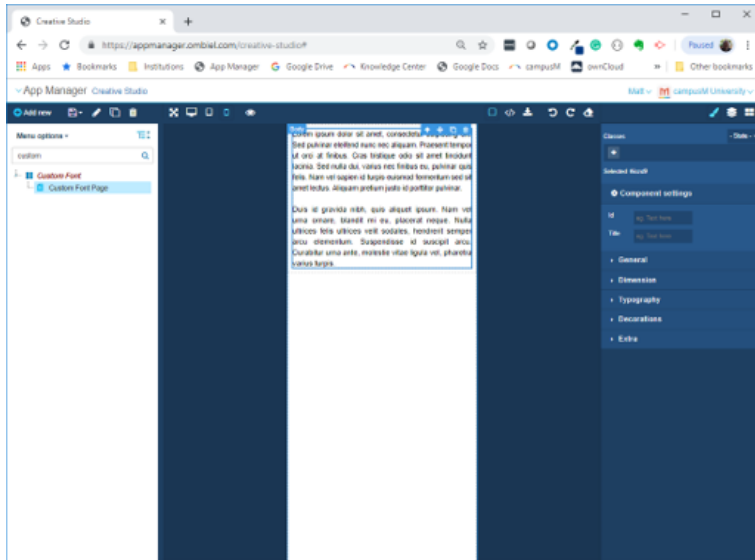 Creative Studio
https://appmanager.ombiel.com/creative-studio#
Paused
Apps Bookmarks Institutions App Manager Google Drive Knowledge Center Google Docs campusM ownCloud » Other bookmarks
App Manager Creative Studio
Matt campusM University
Add new
Menu options
custom
Custom Font
Custom Font Page
Body
Lorem ipsum dolor sit amet, consectetur
Sed pulvinar eleifend nunc nec aliquam. Praesent tempor
ut orci at finibus. Cras tristique odio sit amet tincidunt
lacinia. Sed nulla dui, varius nec finibus eu, pulvinar quis
felis. Nam vel sapien id turpis euismod fermentum sed sit
amet lectus. Aliquam pretium justo id porttitor pulvinar.
Duis id gravida nibh, quis aliquet ipsum. Nam vel
urna ornare, blandit mi eu, placerat neque. Nulla
ultrices felis ultrices velit sodales, hendrerit semper
arcu elementum. Suspendisse id suscipit arcu.
Curabitur urna ante, molestie vitae ligula vel, pharetra
varius turpis.
Classes
- State -
Selected
Component settings
Id eg. Text here
Title eg. Text here
General
Dimension
Typography
Decorations
Extra